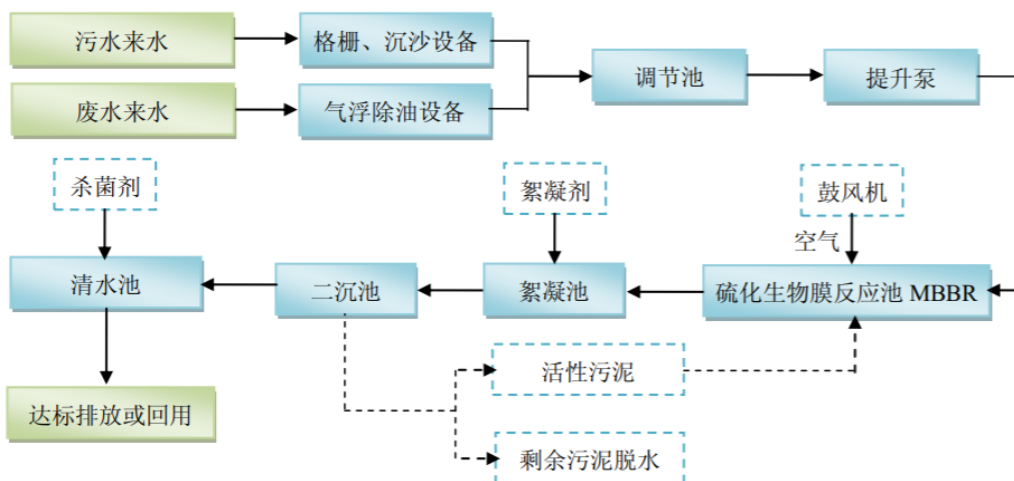 污水来水
格栅、沉沙设备
调节池
提升泵
废水来水
气浮除油设备
杀菌剂
絮凝剂
鼓风机
空气
清水池
二沉池
絮凝池
硫化生物膜反应池 MBBR
活性污泥
达标排放或回用
剩余污泥脱水